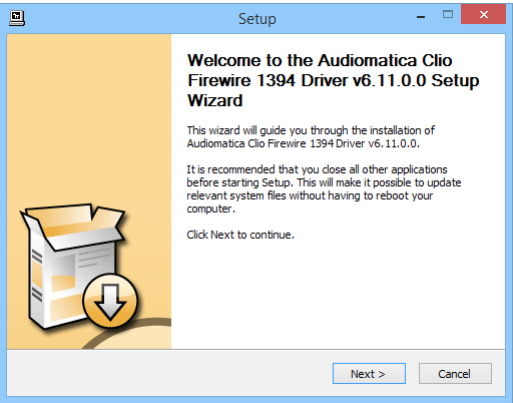 Setup
Welcome to the Audiomatica Clio
Firewire 1394 Driver v6.11.0.0 Setup
Wizard
This wizard will guide you through the installation of
Audiomatica Clio Firewire 1394 Driver v6.11.0.0.
It is recommended that you close all other applications
before starting Setup. This will make it possible to update
relevant system files without having to reboot your
computer.
Click Next to continue.
Next >
Cancel